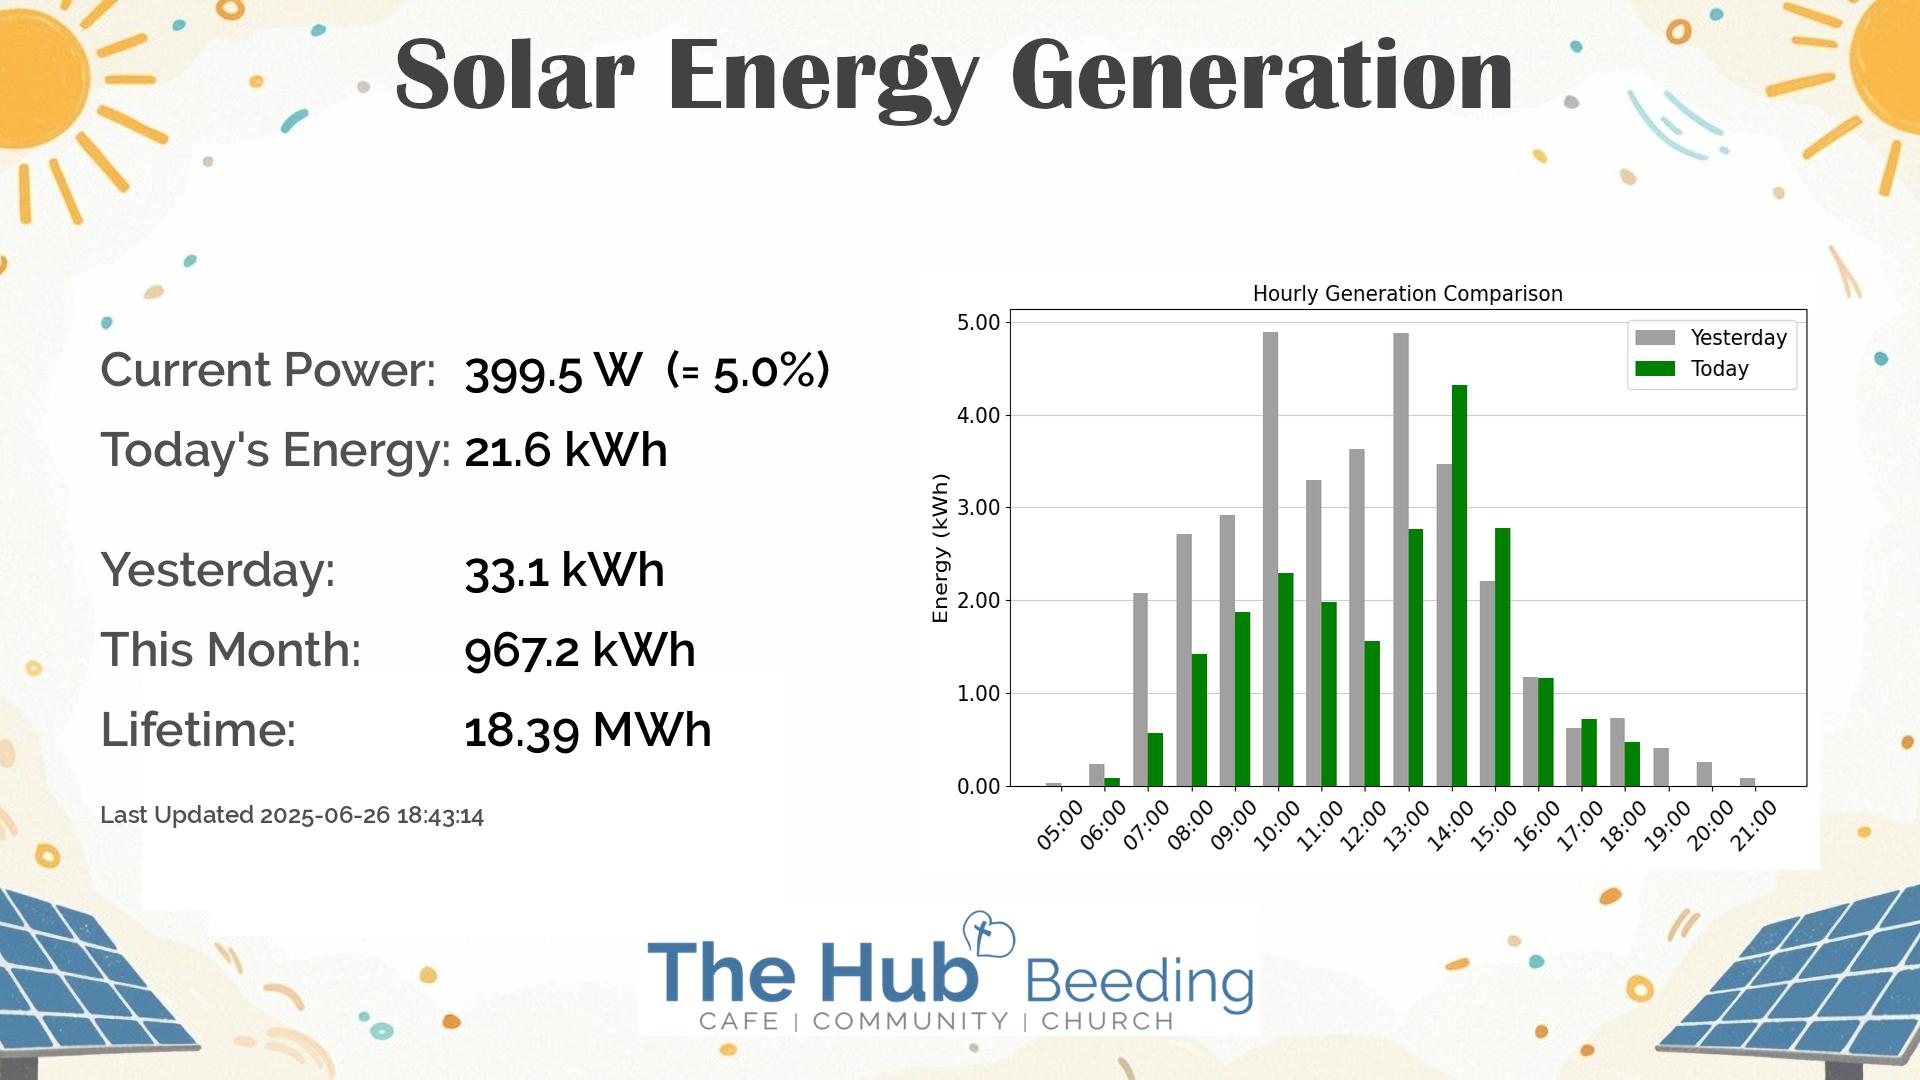 Solar Energy Generation
Current Power: 399.5 W (= 5.0%)
Today's Energy: 21.6 kWh
Yesterday: 33.1 kWh
This Month: 967.2 kWh
Lifetime: 18.39 MWh
Last Updated 2025-06-26 18:43:14
Hourly Generation Comparison
Yesterday
Today
Energy (kWh)
5.00
4.00
3.00
2.00
1.00
0.00
05:00 06:00 07:00 08:00 09:00 10:00 11:00 12:00 13:00 14:00 15:00 16:00 17:00 18:00 19:00 20:00 21:00
The Hub Beeding
CAFE | COMMUNITY | CHURCH